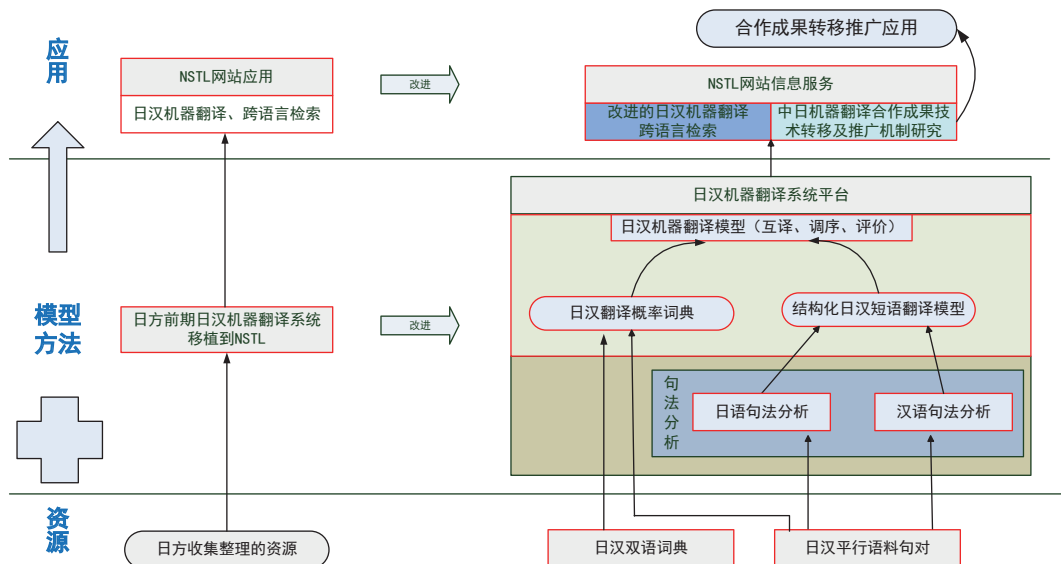 应
用
合作成果转移推广应用
NSTL网站应用
日汉机器翻译、跨语言检索
改进
NSTL网站信息服务
改进的日汉机器翻译
跨语言检索
中日机器翻译合作成果技
术转移及推广机制研究
日汉机器翻译系统平台
日汉机器翻译模型（互译、调序、评价）
模型
方法
日方前期日汉机器翻译系统
移植到NSTL
改进
日汉翻译概率词典
结构化日汉短语翻译模型
句
法
分
析
日语句法分析
汉语句法分析
资
源
日方收集整理的资源
日汉双语词典
日汉平行语料句对